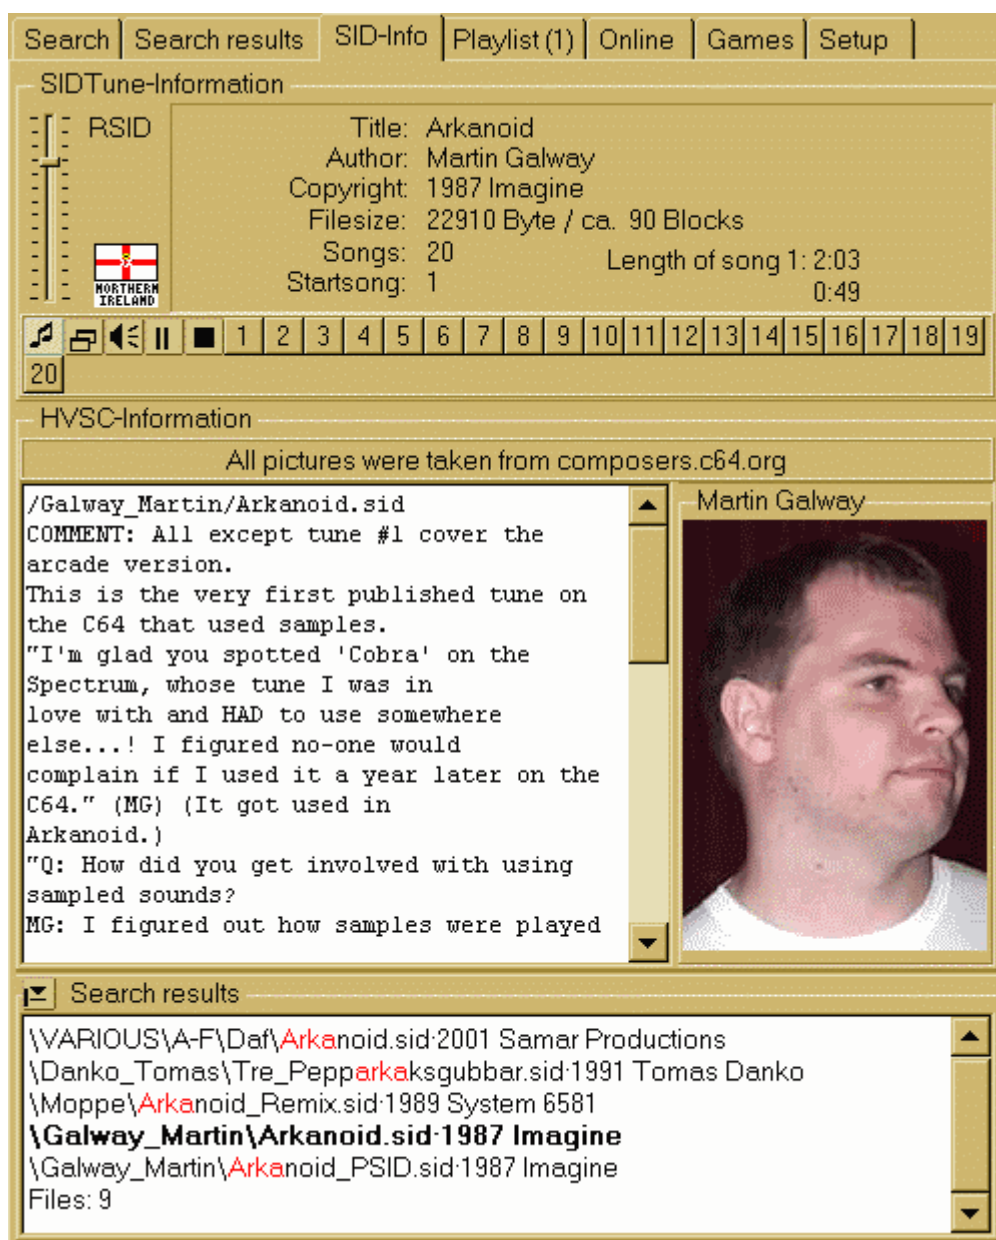 Search Search results SID-Info Playlist (1) Online Games Setup
SIDTune-Information
RSID
Title: Arkanoid
Author: Martin Galway
Copyright: 1987 Imagine
Filesize: 22910 Byte / ca. 90 Blocks
Songs: 20
Length of song 1: 2:03
Startsong: 1
0:49
NORTHERN
IRELAND
1 2 3 4 5 6 7 8 9 10 11 12 13 14 15 16 17 18 19
20
HVSC-Information
All pictures were taken from composers.c64.org
/Galway_Martin/Arkanoid.sid
COMMENT: All except tune #1 cover the
arcade version.
This is the very first published tune on
the C64 that used samples.
"I'm glad you spotted 'Cobra' on the
Spectrum, whose tune I was in
love with and HAD to use somewhere
else...! I figured no-one would
complain if I used it a year later on the
C64." (MG) (It got used in
Arkanoid.)
"Q: How did you get involved with using
sampled sounds?
MG: I figured out how samples were played
Martin Galway
Search results
\VARIOUS\A-F\Daf\Arkanoid.sid·2001 Samar Productions
\Danko_Tomas\Tre_Pepparkaksgubbar.sid·1991 Tomas Danko
\Moppe\Arkanoid_Remix.sid·1989 System 6581
\Galway_Martin\Arkanoid.sid·1987 Imagine
\Galway_Martin\Arkanoid_PSID.sid·1987 Imagine
Files: 9